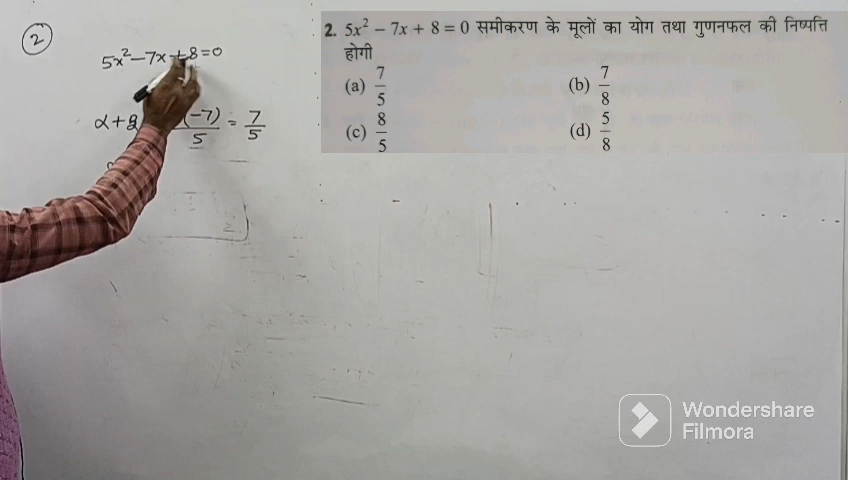 2
5x² − 7x + 8 = 0
α + β (-7)/5 = 7/5
2. 5x² − 7x + 8 = 0 समीकरण के मूलों का योग तथा गुणनफल की निष्पत्ति
होगी
(a) 7/5 (b) 7/8
(c) 8/5 (d) 5/8
Wondershare
Filmora